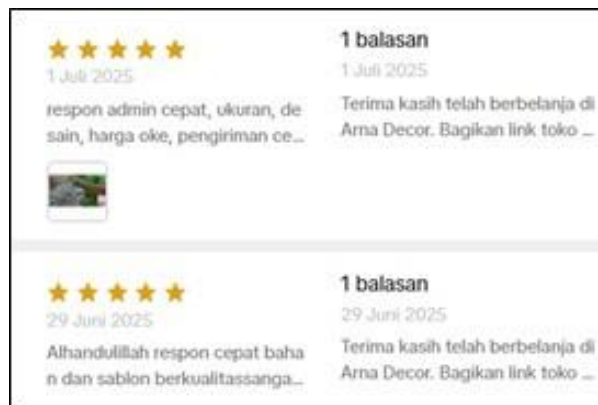 1 Juli 2025
respon admin cepat, ukuran, de
sain, harga oke, pengiriman ce...
1 balasan
1 Juli 2025
Terima kasih telah berbelanja di
Arna Decor. Bagikan link toko ...
29 Juni 2025
Alhandulillah respon cepat baha
n dan sablon berkualitassanga...
1 balasan
29 Juni 2025
Terima kasih telah berbelanja di
Arna Decor. Bagikan link toko ...